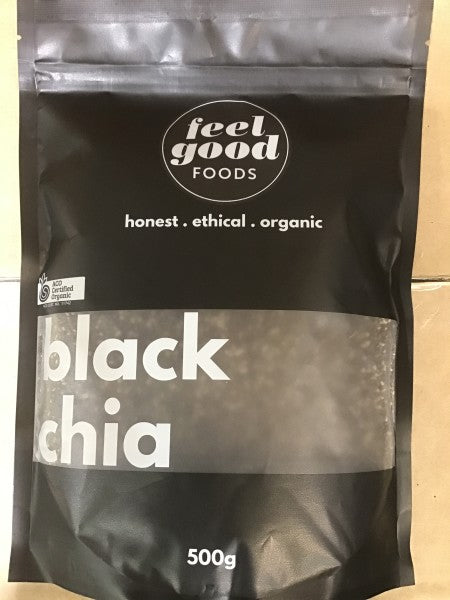 feel
good
FOODS
honest . ethical . organic
ACO
Certified
Organic
black
chia
500g